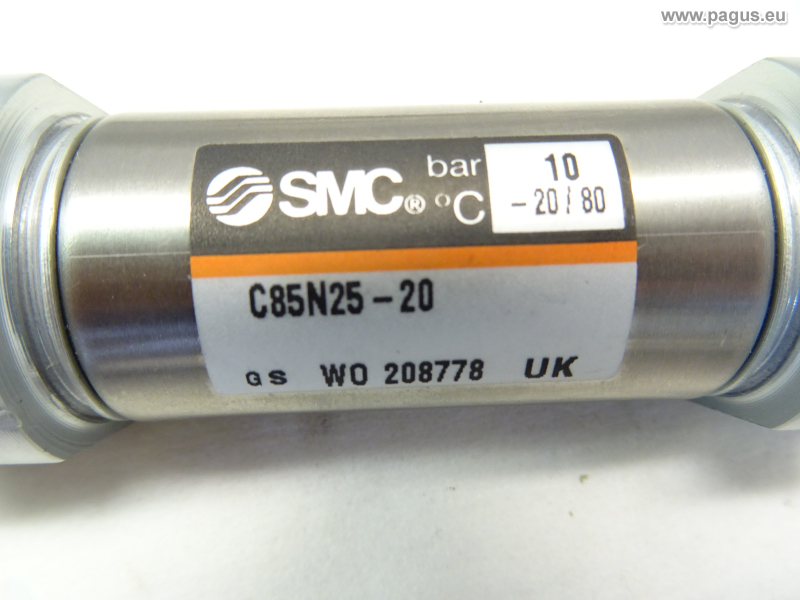 www.pagus.eu
SMC® bar 10
°C -20/80
C85N25-20
GS WO 208778 UK